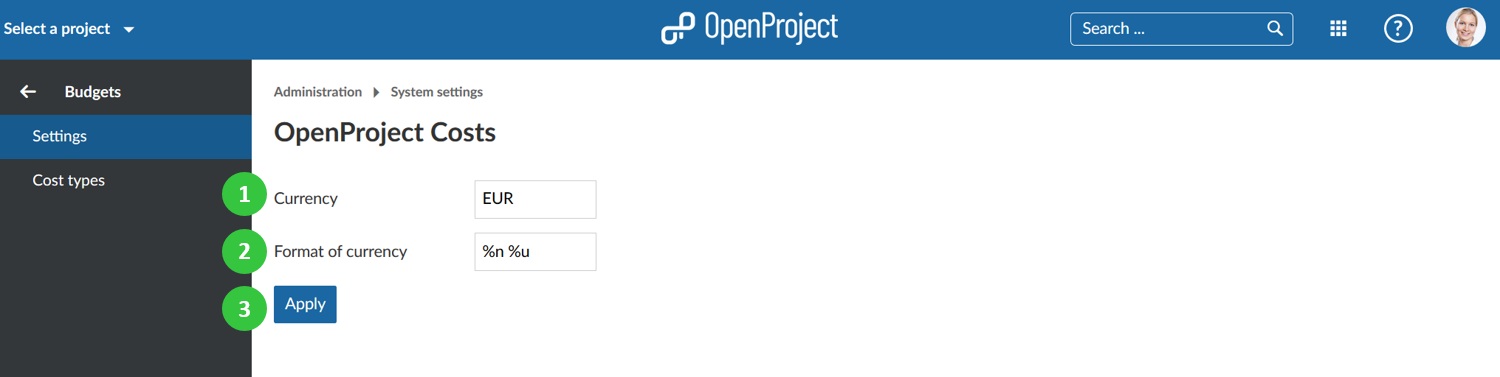 Select a project
OpenProject
Search ...
?
Budgets
Administration
System settings
Settings
OpenProject Costs
Cost types
1
Currency
EUR
2
Format of currency
%n %u
3
Apply